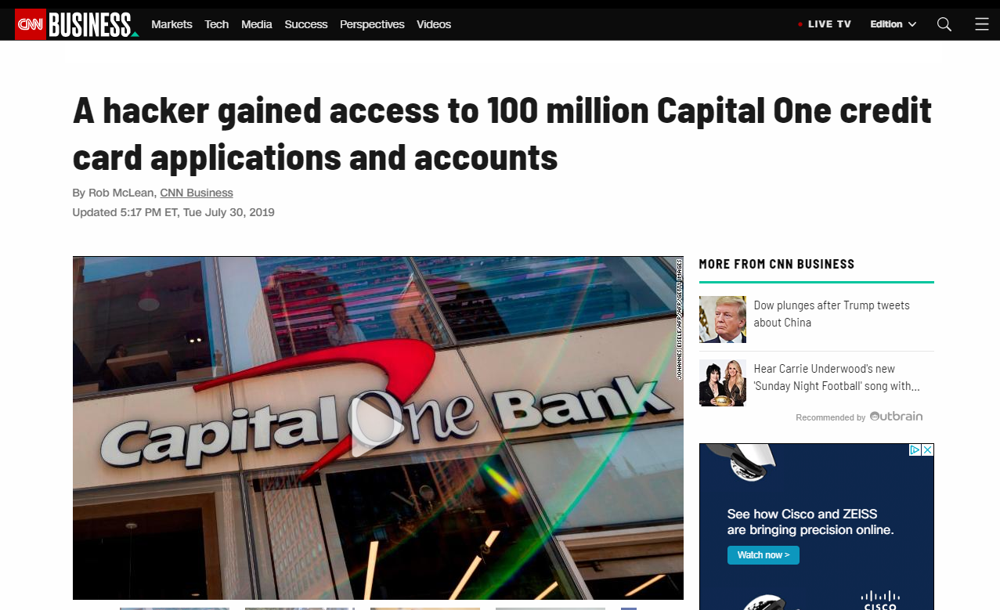 CNN BUSINESS
Markets Tech Media Success Perspectives Videos
LIVE TV Edition
A hacker gained access to 100 million Capital One credit
card applications and accounts
By Rob McLean, CNN Business
Updated 5:17 PM ET, Tue July 30, 2019
JOHANNES EISELE/AFP/AFP/GETTY IMAGES
Capital One Bank
MORE FROM CNN BUSINESS
Dow plunges after Trump tweets
about China
Hear Carrie Underwood's new
'Sunday Night Football' song with...
Recommended by Outbrain
See how Cisco and ZEISS
are bringing precision online.
Watch now >
CISCO